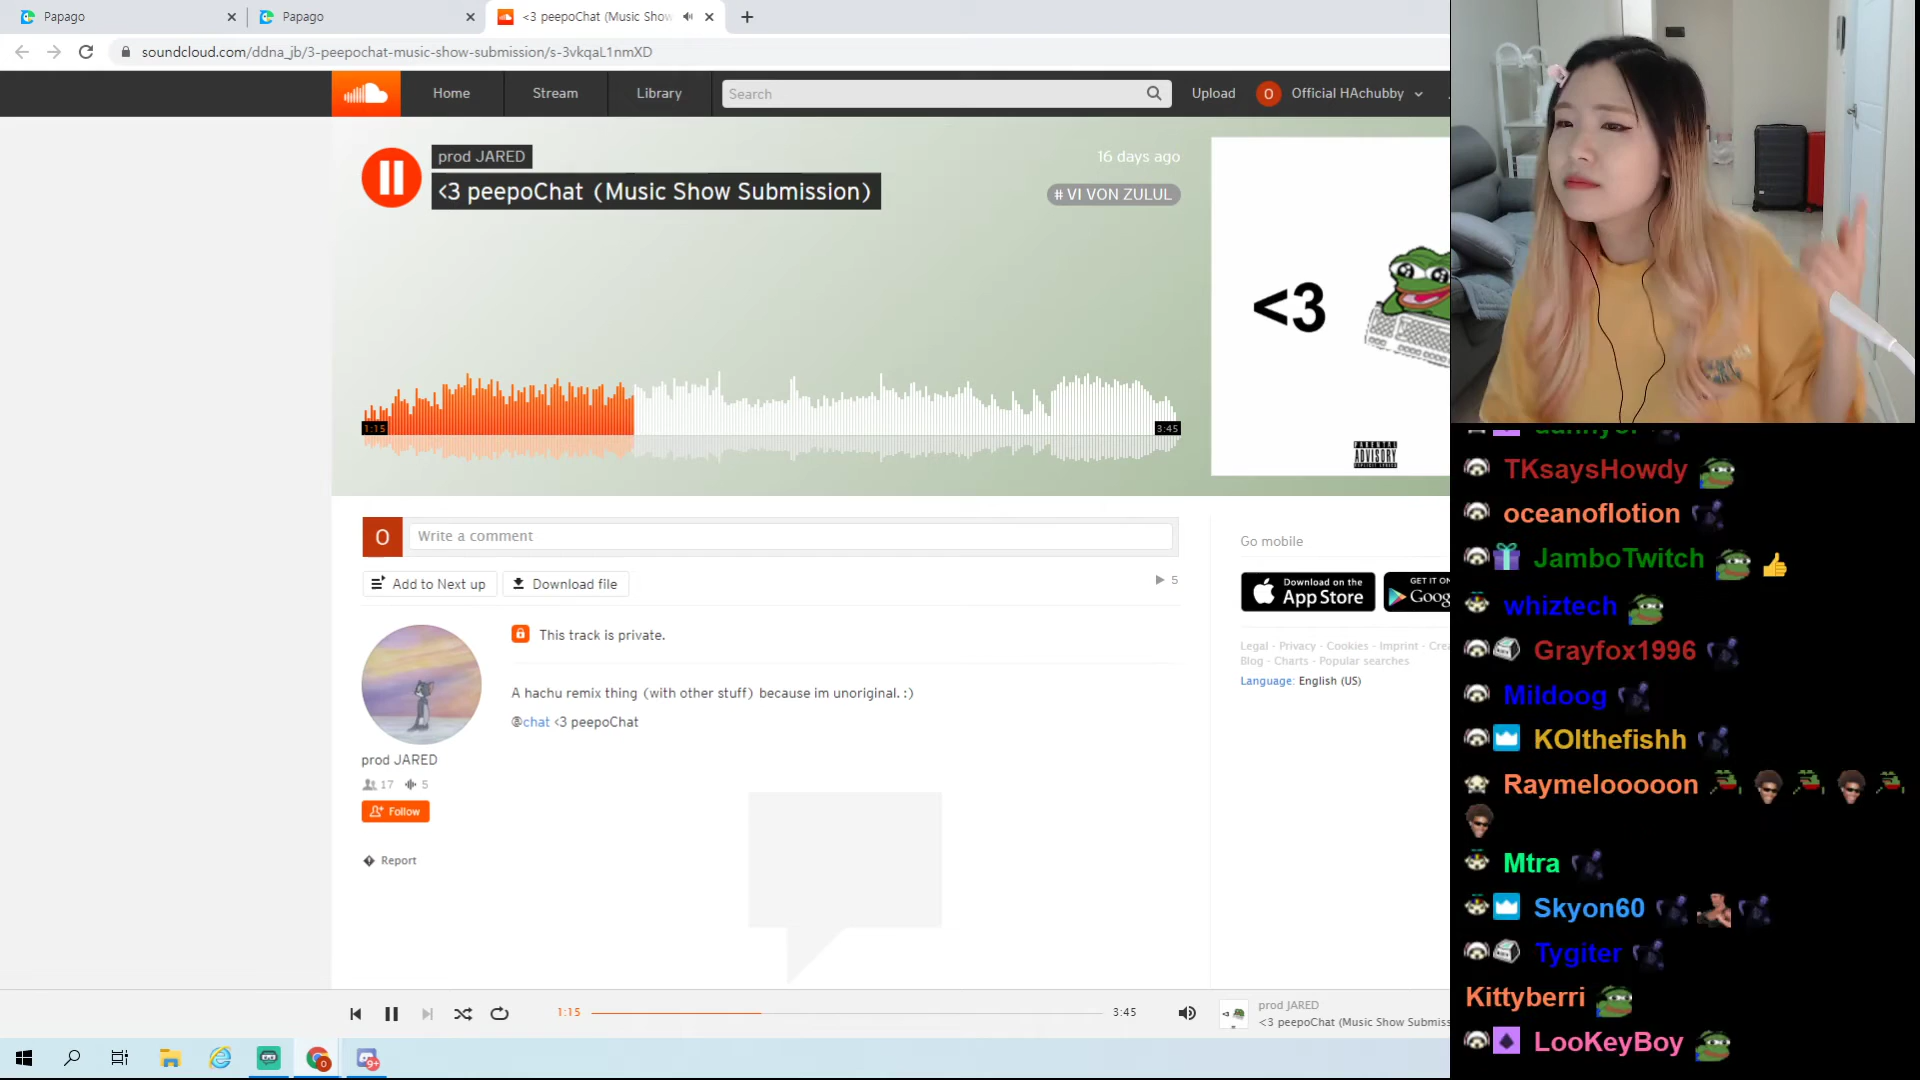 Papago
Papago
<3 peepoChat (Music Show
soundcloud.com/ddna_jb/3-peepochat-music-show-submission/s-3vkqaL1nmXD
Home
Stream
Library
Search
Upload
O
Official HAchubby
prod JARED
16 days ago
<3 peepoChat (Music Show Submission)
# VI VON ZULUL
<3
1:15
3:45
PARENTAL
ADVISORY
O
Write a comment
Go mobile
Add to Next up
Download file
5
Download on the
App Store
GET IT ON
Goog
This track is private.
Legal - Privacy - Cookies - Imprint - Crea
Blog - Charts - Popular searches
Language: English (US)
A hachu remix thing (with other stuff) because im unoriginal. :)
@chat <3 peepoChat
prod JARED
17
5
Follow
Report
1:15
3:45
prod JARED
<3 peepoChat (Music Show Submiss
9+
TKsaysHowdy
oceanoflotion
JamboTwitch
whiztech
Grayfox1996
Mildoog
KOIthefishh
Raymelooooon
Mtra
Skyon60
Tygiter
Kittyberri
LooKeyBoy